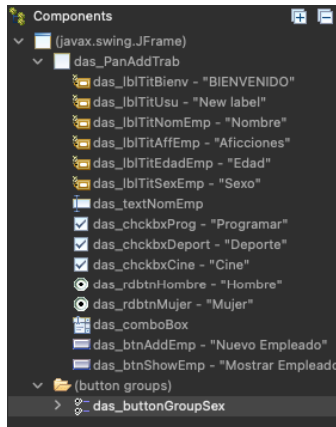 Components
(javax.swing.JFrame)
das_PanAddTrab
das_lblTitBienv - "BIENVENIDO"
das_lblTitUsu - "New label"
das_lblTitNomEmp - "Nombre"
das_lblTitAffEmp - "Aficciones"
das_lblTitEdadEmp - "Edad"
das_lblTitSexEmp - "Sexo"
das_textNomEmp
das_chckbxProg - "Programar"
das_chckbxDeport - "Deporte"
das_chckbxCine - "Cine"
das_rdbtnHombre - "Hombre"
das_rdbtnMujer - "Mujer"
das_comboBox
das_btnAddEmp - "Nuevo Empleado"
das_btnShowEmp - "Mostrar Empleado
(button groups)
das_buttonGroupSex